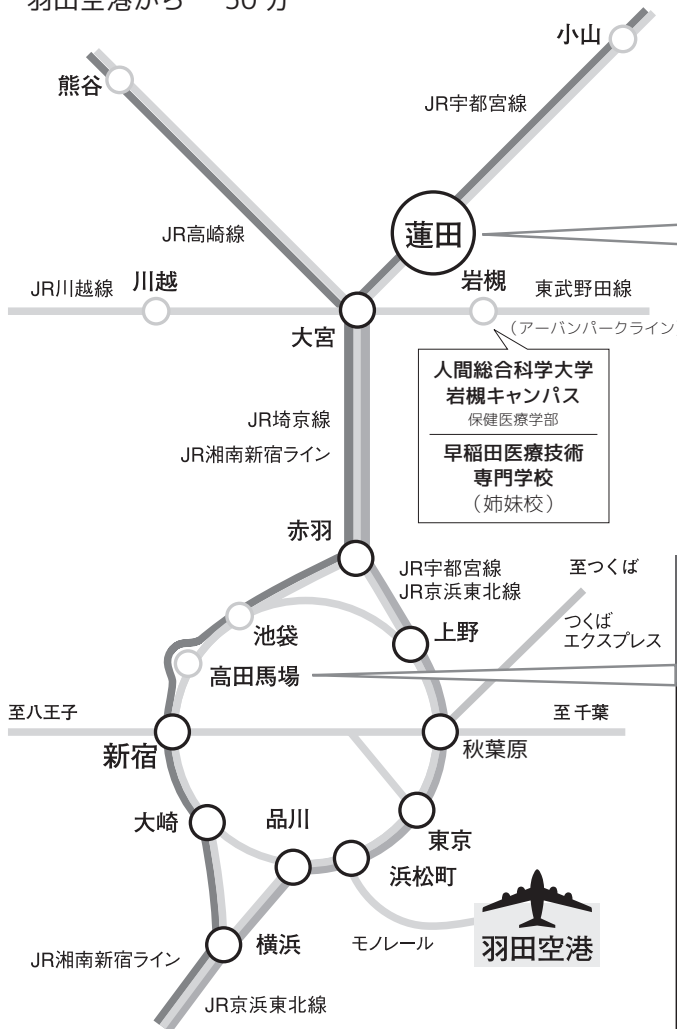 羽田空港から 50分
小山
熊谷
JR宇都宮線
JR高崎線
蓮田
JR川越線 川越
岩槻 東武野田線
（アーバンパークライン
大宮
人間総合科学大学
岩槻キャンパス
保健医療学部
早稲田医療技術
専門学校
（姉妹校）
JR埼京線
JR湘南新宿ライン
赤羽
JR宇都宮線
JR京浜東北線
至つくば
つくば
エクスプレス
池袋
上野
高田馬場
至八王子
至千葉
新宿
秋葉原
大崎
品川
東京
浜松町
横浜
モノレール
羽田空港
JR湘南新宿ライン
JR京浜東北線